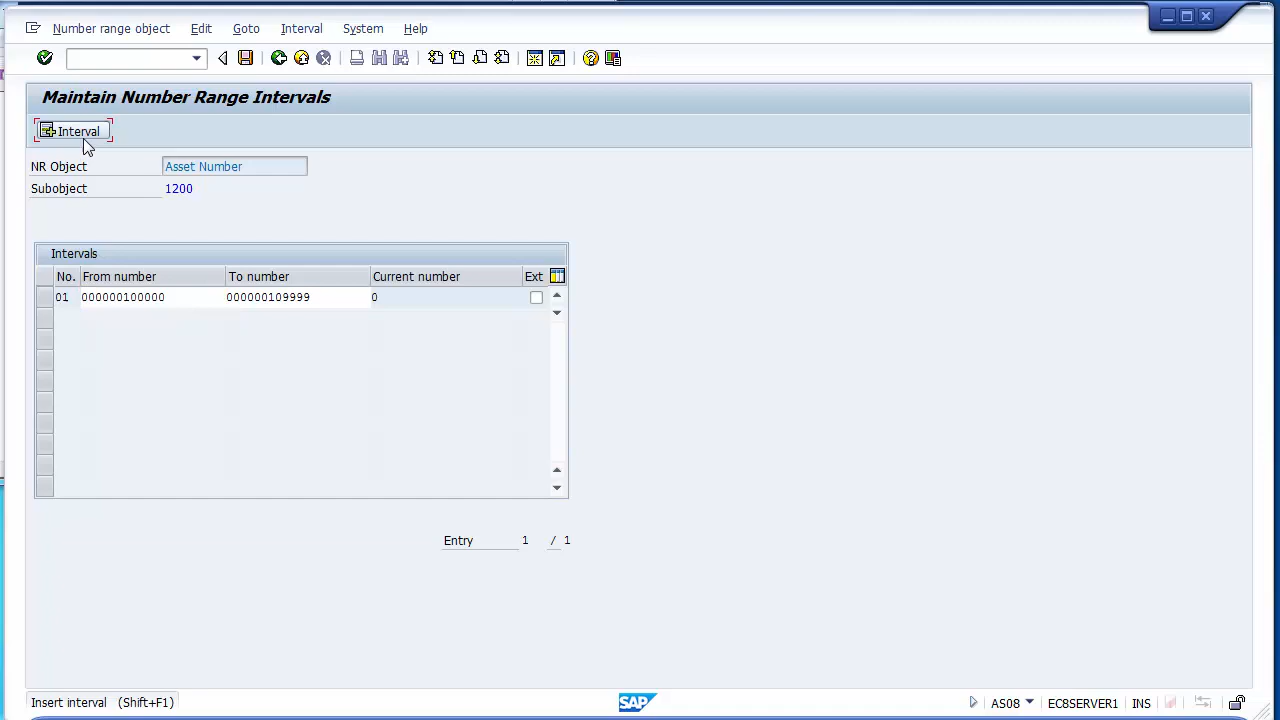 Number range object Edit Goto Interval System Help
Maintain Number Range Intervals
Interval
NR Object Asset Number
Subobject 1200
Intervals
No. From number To number Current number Ext
01 000000100000 000000109999 0
Entry 1 / 1
Insert interval (Shift+F1) SAP AS08 EC8SERVER1 INS